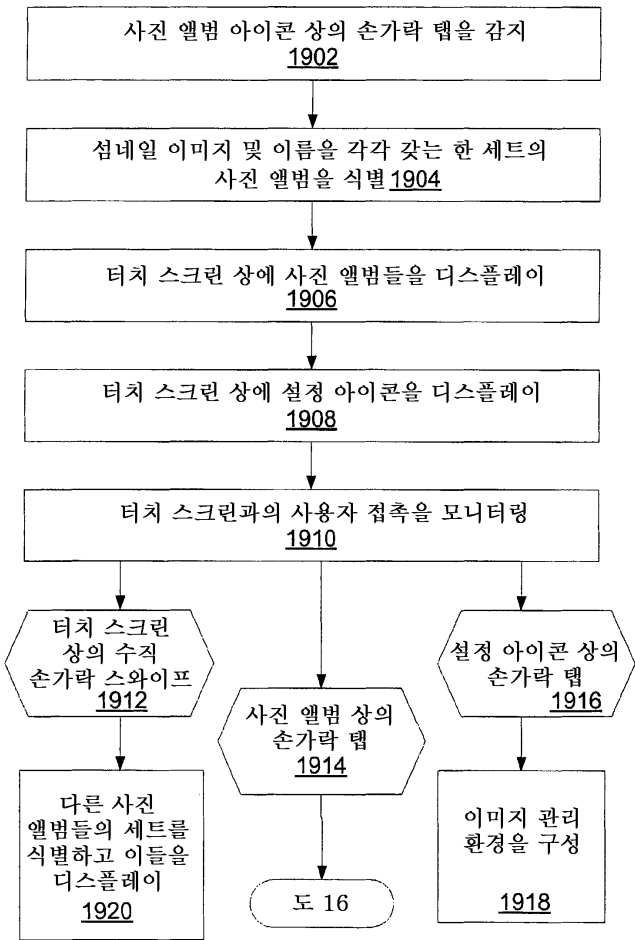 사진 앨범 아이콘 상의 손가락 탭을 감지
1902
섬네일 이미지 및 이름을 각각 갖는 한 세트의
사진 앨범을 식별 1904
터치 스크린 상에 사진 앨범들을 디스플레이
1906
터치 스크린 상에 설정 아이콘을 디스플레이
1908
터치 스크린과의 사용자 접촉을 모니터링
1910
터치 스크린
상의 수직
손가락 스와이프
1912
사진 앨범 상의
손가락 탭
1914
설정 아이콘 상의
손가락 탭
1916
다른 사진
앨범들의 세트를
식별하고 이들을
디스플레이
1920
도 16
이미지 관리
환경을 구성
1918